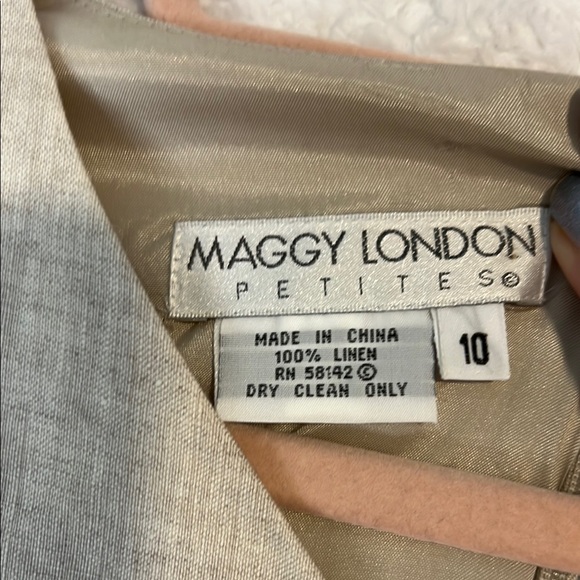 MAGGY LONDON
PETITES®
MADE IN CHINA
100% LINEN
RN 58142 ©
DRY CLEAN ONLY
10